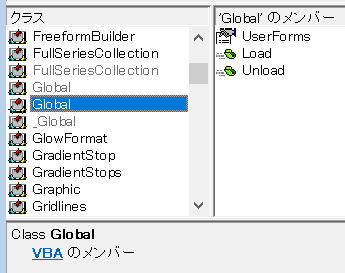 クラス
FreeformBuilder
FullSeriesCollection
FullSeriesCollection
Global
Global
_Global
GlowFormat
GradientStop
GradientStops
Graphic
Gridlines
'Global' のメンバー
UserForms
Load
Unload
Class Global
VBA のメンバー